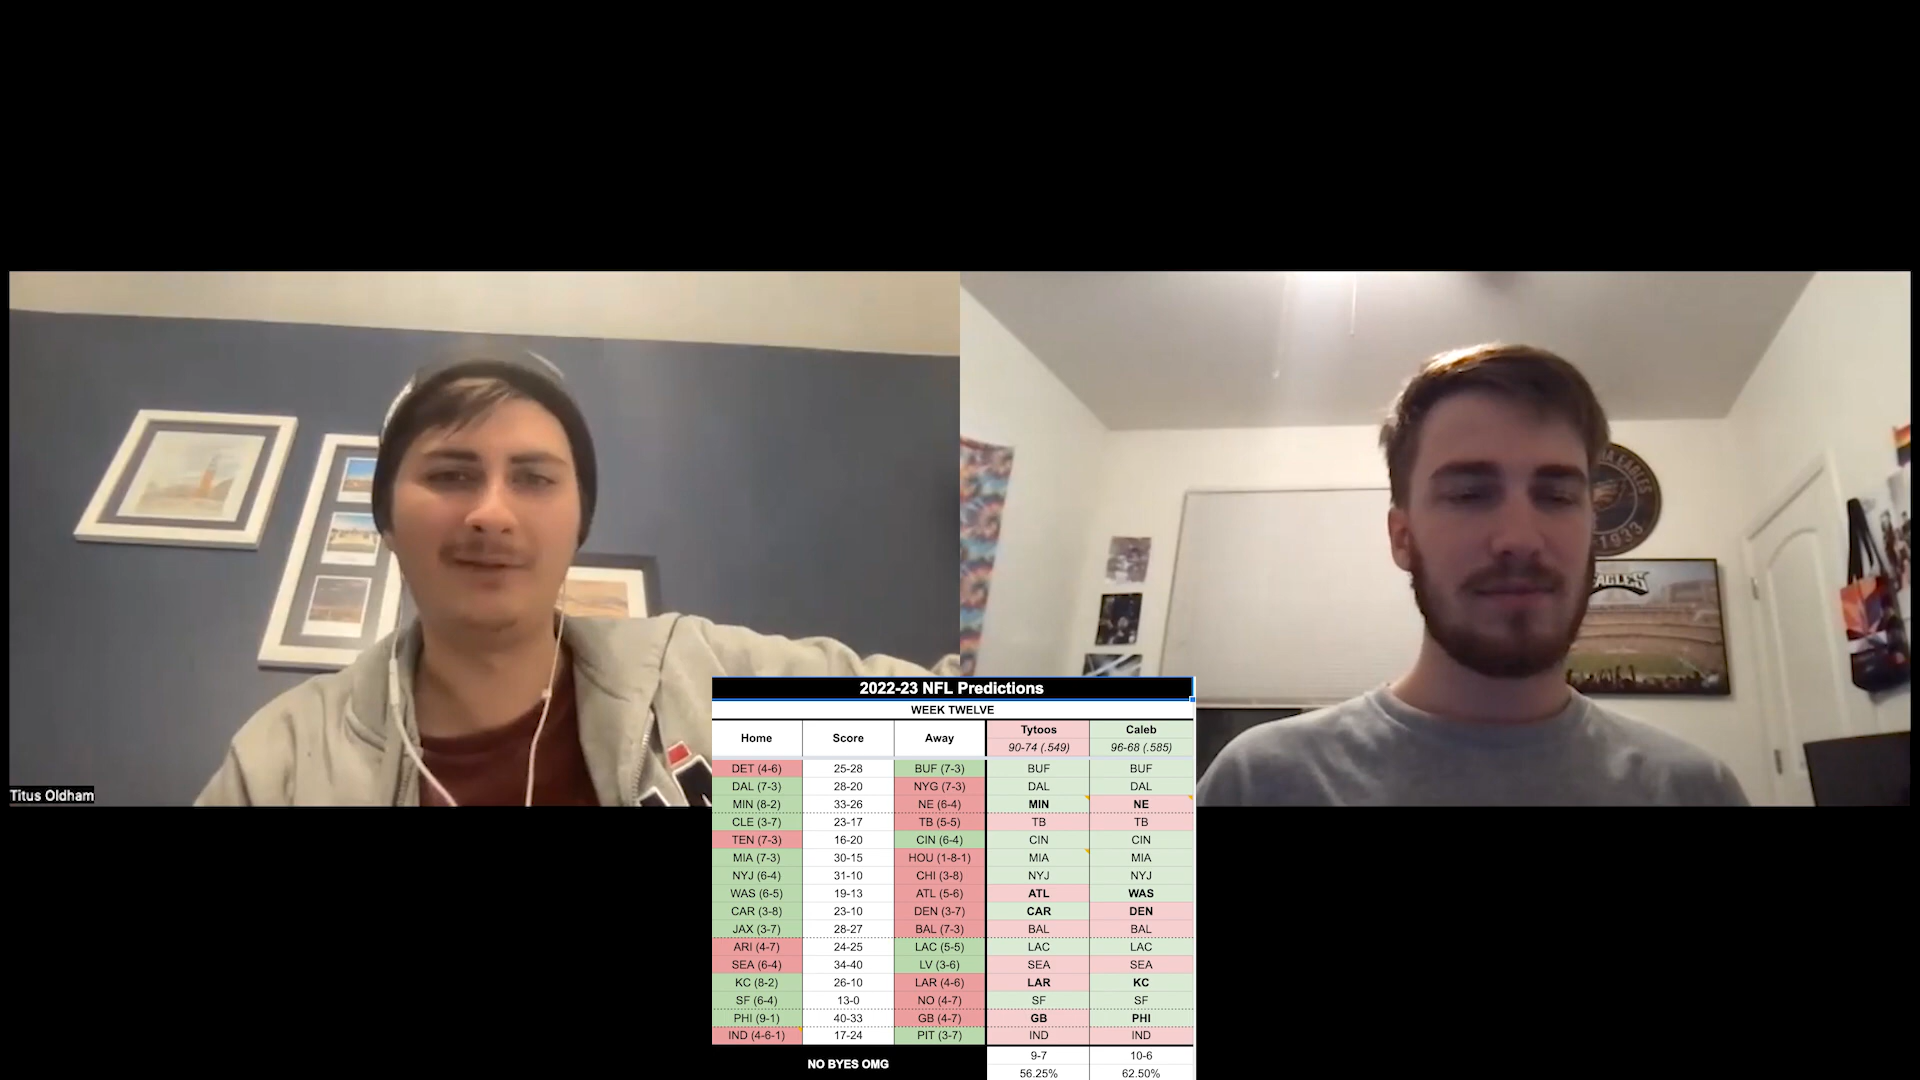 A EAGLES
1933
EAGLES
Titus Oldham
2022-23 NFL Predictions
WEEK TWELVE
Home Score Away Tytoos Caleb
90-74 (.549) 96-68 (.585)
DET (4-6) 25-28 BUF (7-3) BUF BUF
DAL (7-3) 28-20 NYG (7-3) DAL DAL
MIN (8-2) 33-26 NE (6-4) MIN NE
CLE (3-7) 23-17 TB (5-5) TB TB
TEN (7-3) 16-20 CIN (6-4) CIN CIN
MIA (7-3) 30-15 HOU (1-8-1) MIA MIA
NYJ (6-4) 31-10 CHI (3-8) NYJ NYJ
WAS (6-5) 19-13 ATL (5-6) ATL WAS
CAR (3-8) 23-10 DEN (3-7) CAR DEN
JAX (3-7) 28-27 BAL (7-3) BAL BAL
ARI (4-7) 24-25 LAC (5-5) LAC LAC
SEA (6-4) 34-40 LV (3-6) SEA SEA
KC (8-2) 26-10 LAR (4-6) LAR KC
SF (6-4) 13-0 NO (4-7) SF SF
PHI (9-1) 40-33 GB (4-7) GB PHI
IND (4-6-1) 17-24 PIT (3-7) IND IND
NO BYES OMG 9-7 10-6
56.25% 62.50%